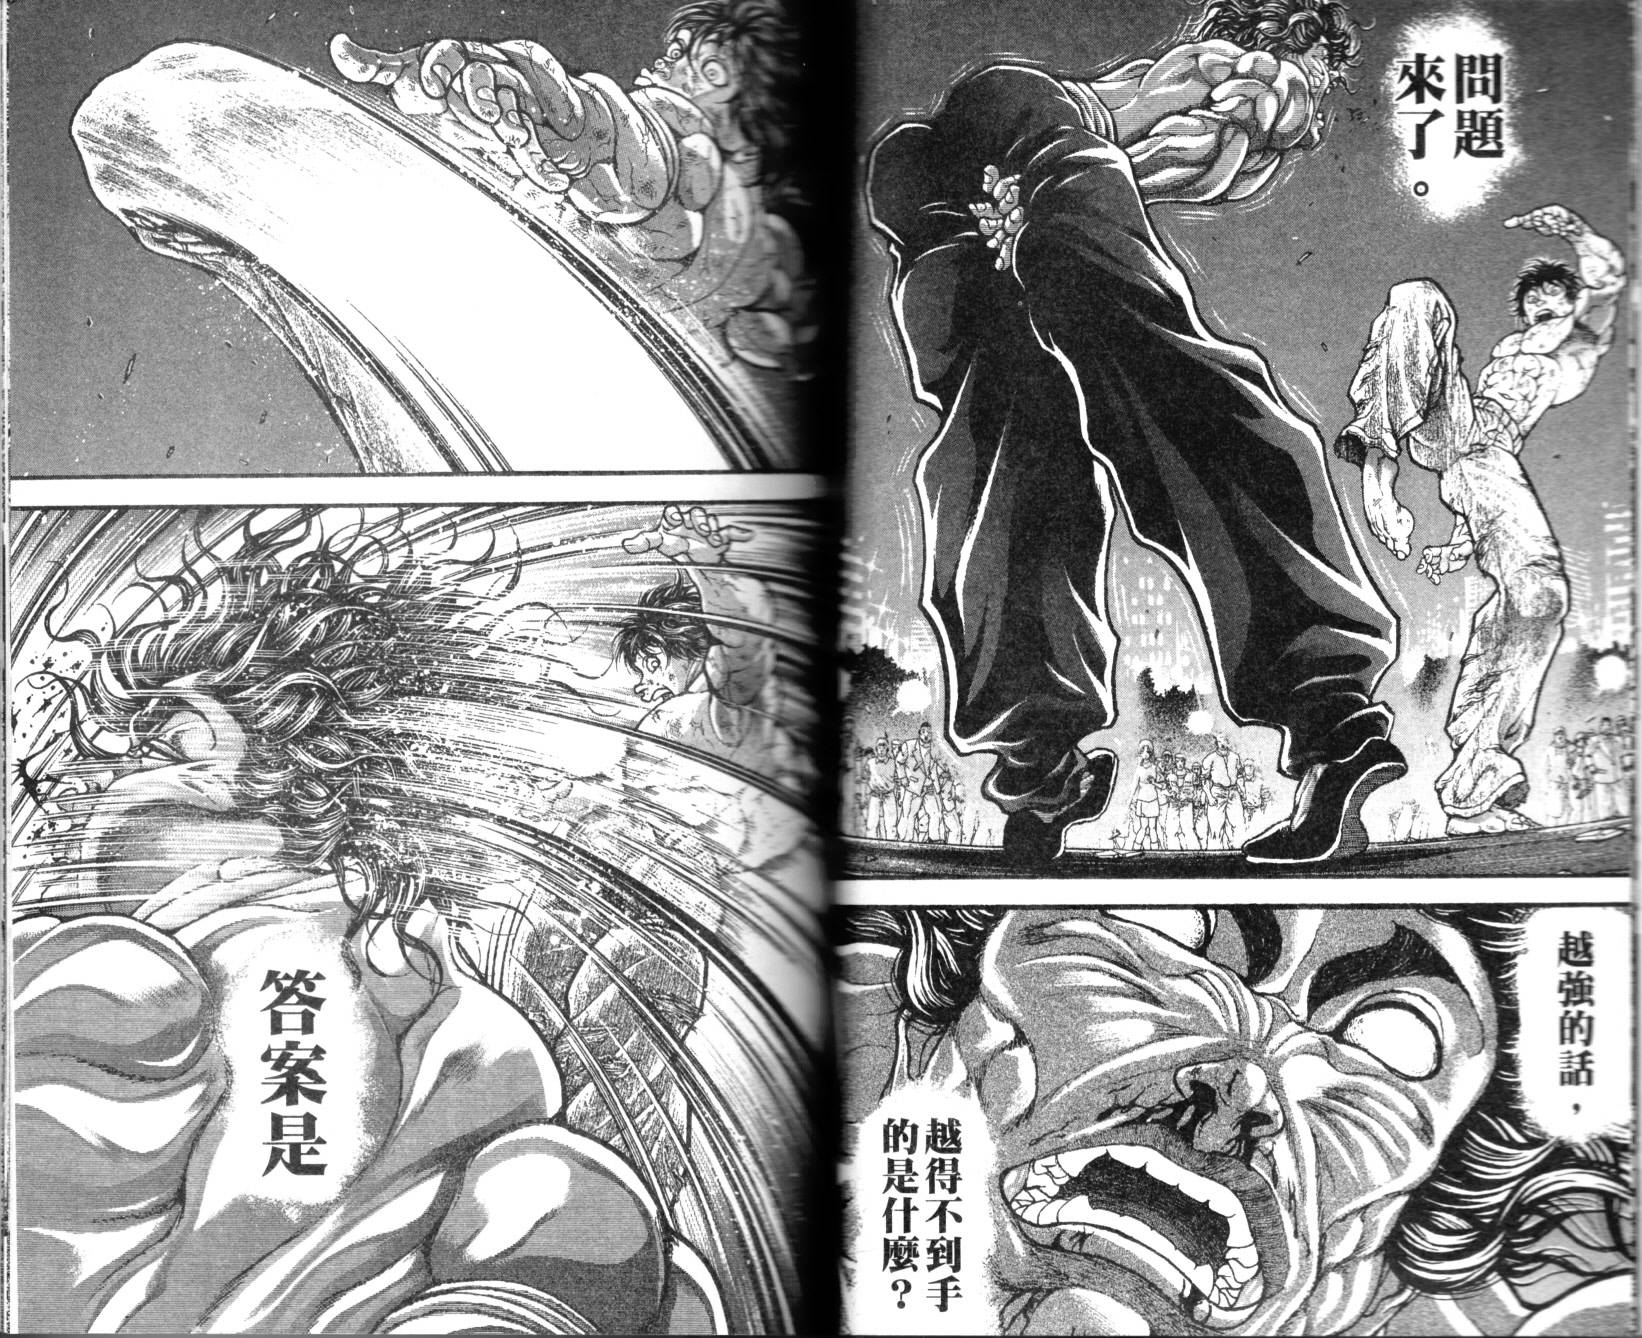 問題
來了。
越強的話，
越得不到手
的是什麼？
答案是